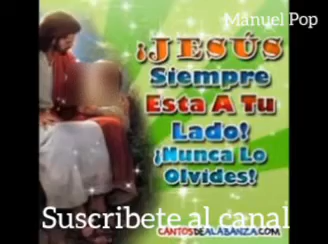 Manuel Pop
¡JESÚS
Siempre
Esta A Tu
Lado!
¡Nunca Lo
Olvides!
Suscribete al canal
CANTOSDEALABANZA.COM